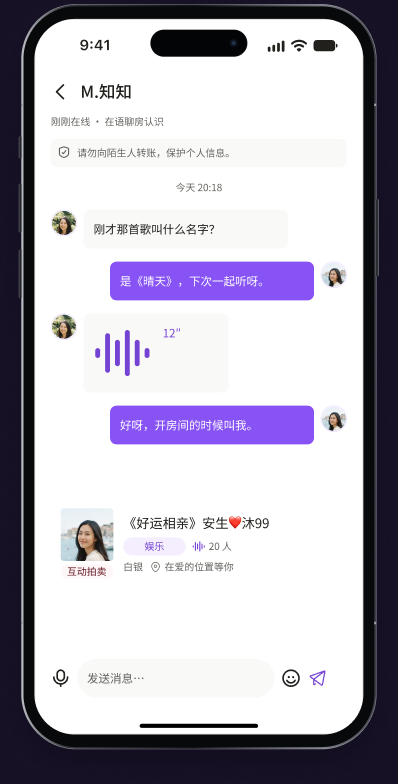 9:41
M.知知
刚刚在线 • 在语聊房认识
请勿向陌生人转账，保护个人信息。
今天 20:18
刚才那首歌叫什么名字？
是《晴天》，下次一起听呀。
12"
好呀，开房间的时候叫我。
《好运相亲》安生❤️沐99
娱乐 20 人
互动拍卖
白银 在爱的位置等你
发送消息…